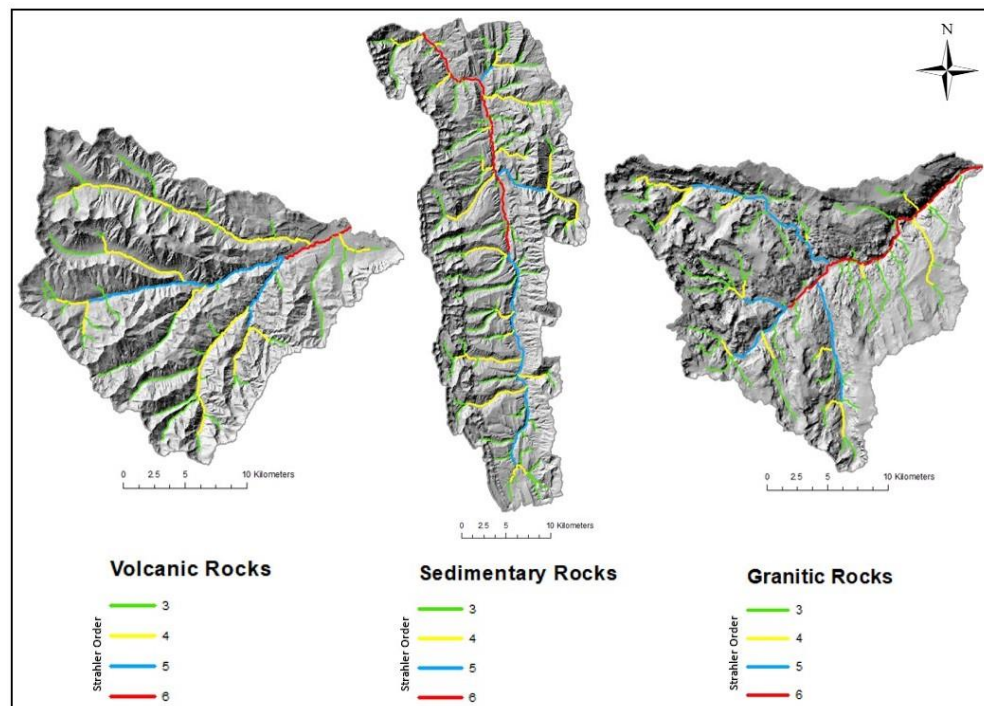 N
0 2.5 5 10 Kilometers
0 2.5 5 10 Kilometers
0 2.5 5 10 Kilometers
Volcanic Rocks
Strahler Order
3
4
5
6
Sedimentary Rocks
Strahler Order
3
4
5
6
Granitic Rocks
Strahler Order
3
4
5
6